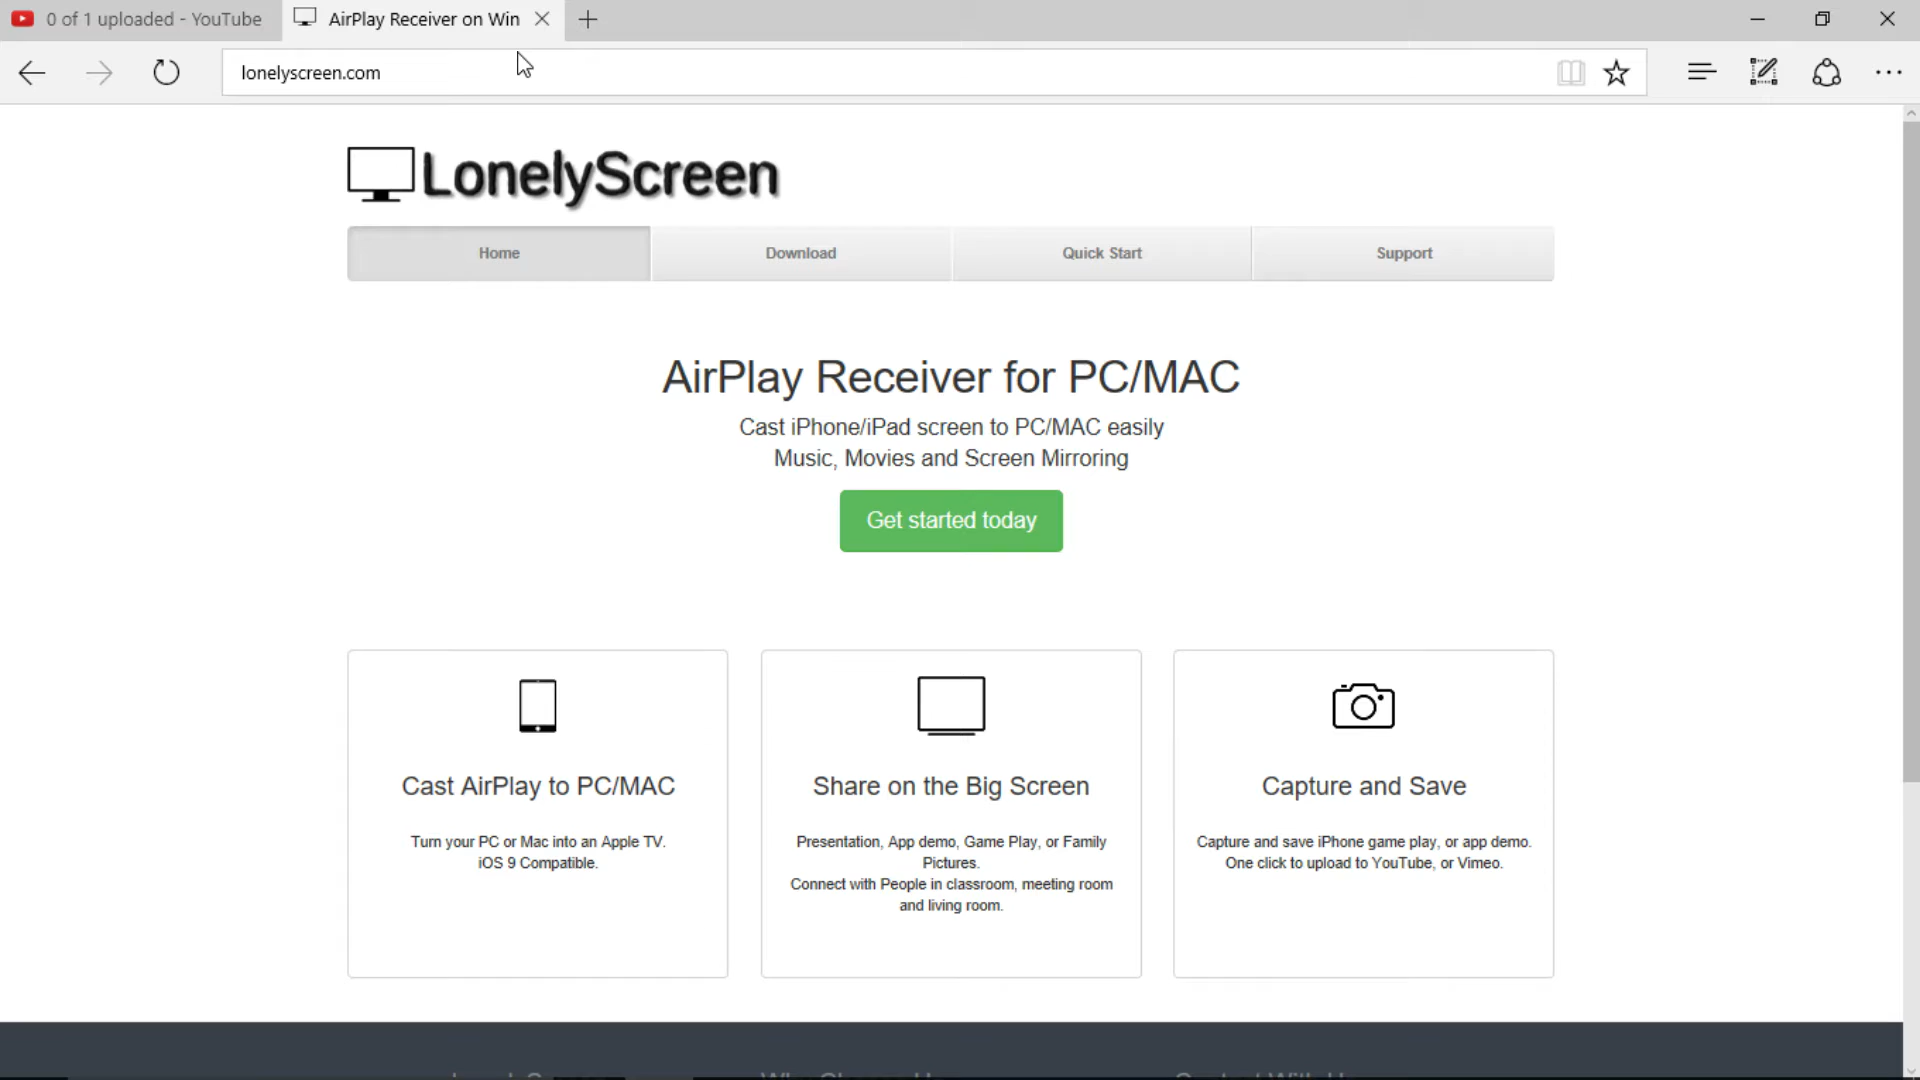 0 of 1 uploaded - YouTube
AirPlay Receiver on Win
lonelyscreen.com
LonelyScreen
Home
Download
Quick Start
Support
AirPlay Receiver for PC/MAC
Cast iPhone/iPad screen to PC/MAC easily
Music, Movies and Screen Mirroring
Get started today
Cast AirPlay to PC/MAC
Turn your PC or Mac into an Apple TV.
iOS 9 Compatible.
Share on the Big Screen
Presentation, App demo, Game Play, or Family
Pictures.
Connect with People in classroom, meeting room
and living room.
Capture and Save
Capture and save iPhone game play, or app demo.
One click to upload to YouTube, or Vimeo.